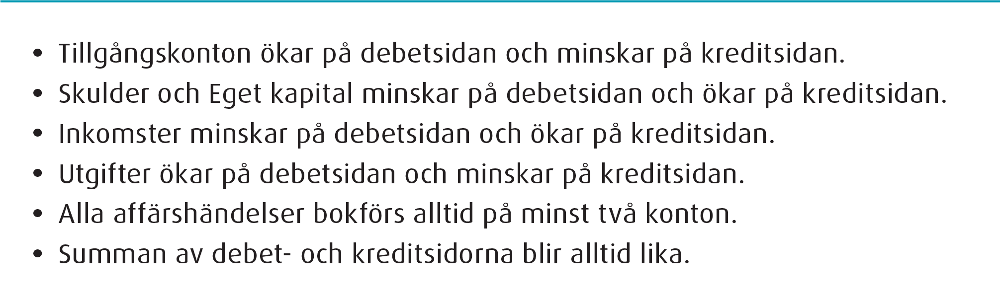 • Tillgångskonton ökar på debetsidan och minskar på kreditsidan.
• Skulder och Eget kapital minskar på debetsidan och ökar på kreditsidan.
• Inkomster minskar på debetsidan och ökar på kreditsidan.
• Utgifter ökar på debetsidan och minskar på kreditsidan.
• Alla affärshändelser bokförs alltid på minst två konton.
• Summan av debet- och kreditsidorna blir alltid lika.